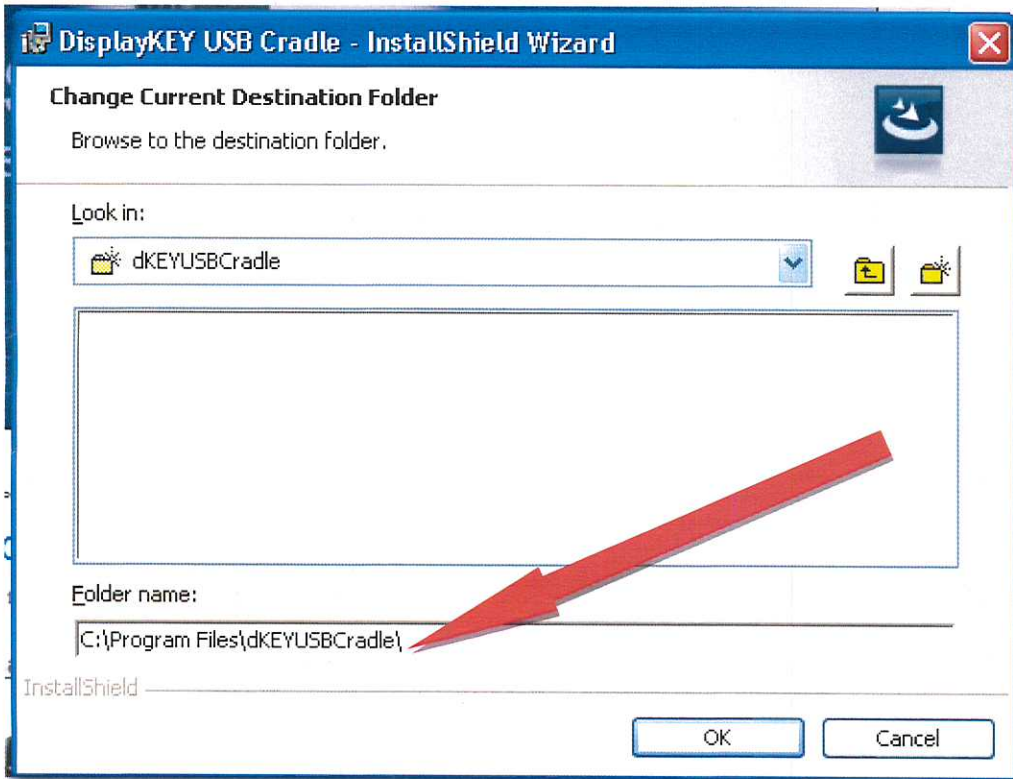 DisplayKEY USB Cradle - InstallShield Wizard
Change Current Destination Folder
Browse to the destination folder.
Look in:
dKEYUSBCradle
Folder name:
C:\Program Files\dKEYUSBCradle\
InstallShield
OK
Cancel